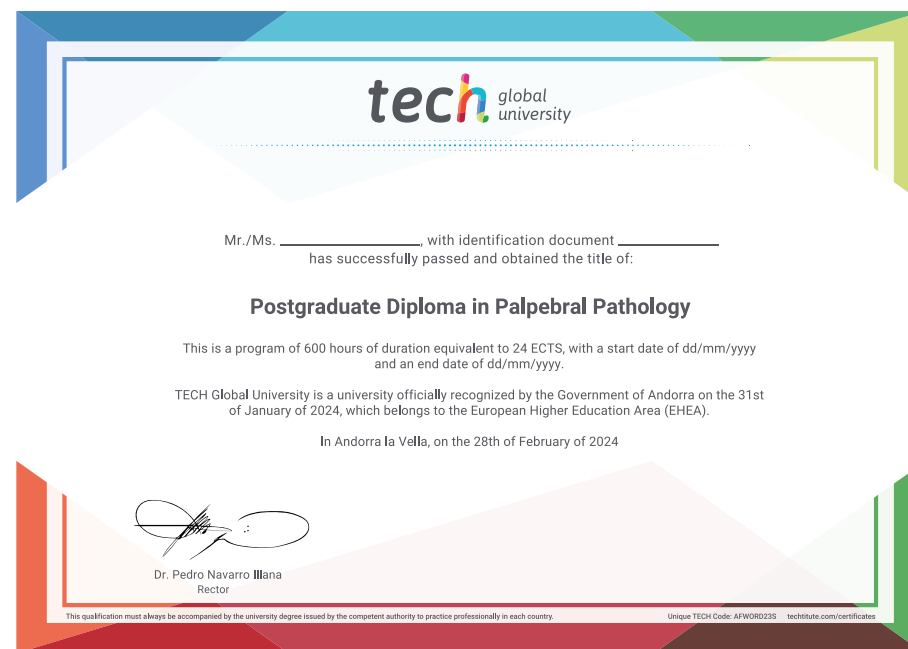 tech global university
Mr./Ms. ____________________, with identification document ______________
has successfully passed and obtained the title of:
Postgraduate Diploma in Palpebral Pathology
This is a program of 600 hours of duration equivalent to 24 ECTS, with a start date of dd/mm/yyyy
and an end date of dd/mm/yyyy.
TECH Global University is a university officially recognized by the Government of Andorra on the 31st
of January of 2024, which belongs to the European Higher Education Area (EHEA).
In Andorra la Vella, on the 28th of February of 2024
Dr. Pedro Navarro Illana
Rector
This qualification must always be accompanied by the university degree issued by the competent authority to practice professionally in each country. Unique TECH Code: AFWORD23S techtitute.com/certificates